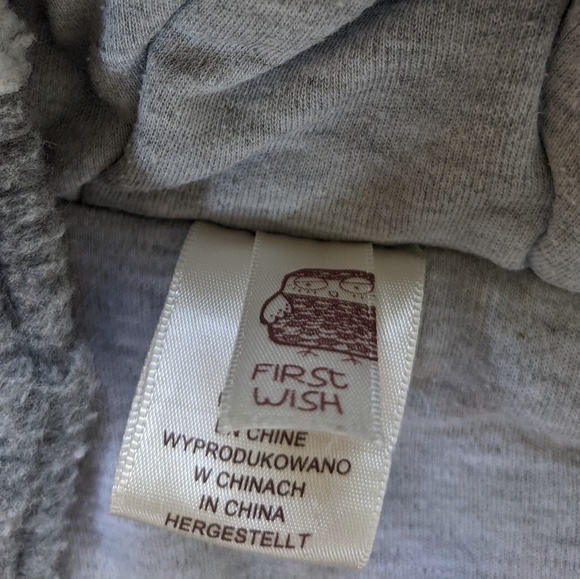 FIRST
WISH
EN CHINE
WYPRODUKOWANO
W CHINACH
IN CHINA
HERGESTELLT